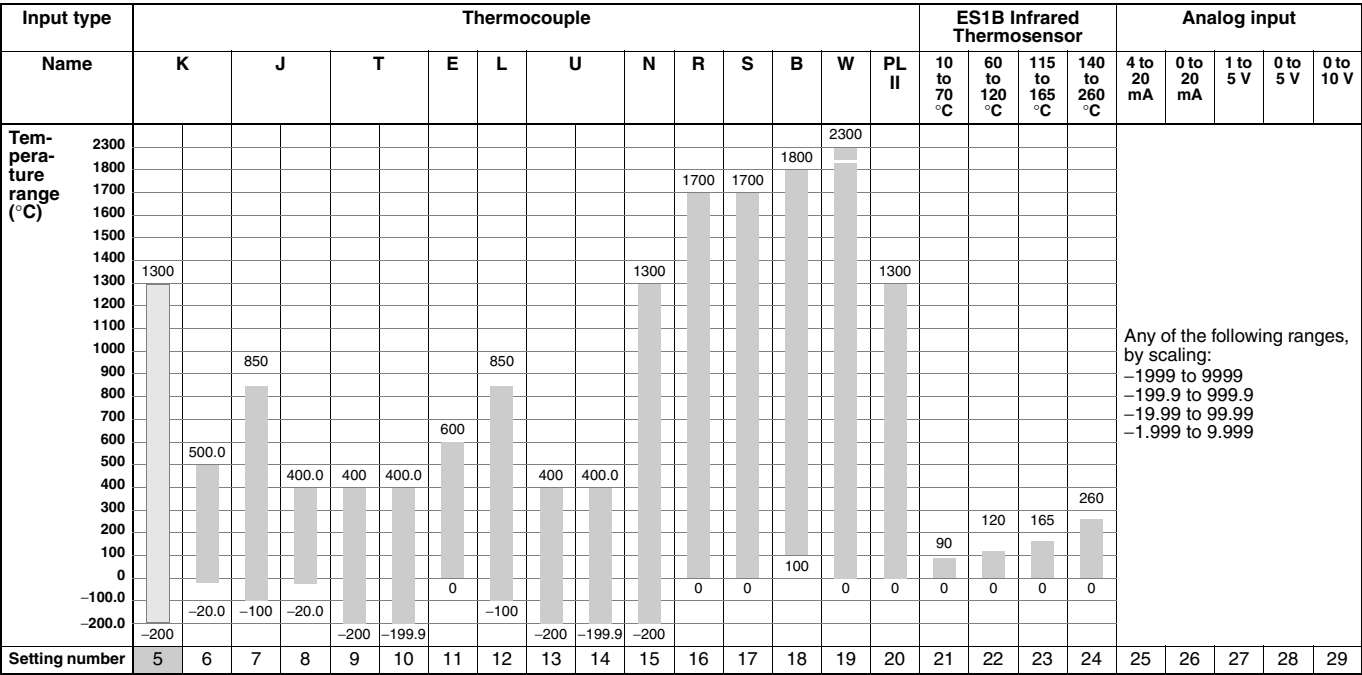 Input type Thermocouple ES1B Infrared Thermosensor Analog input
Name K J T E L U N R S B W PL II 10 to 70 °C 60 to 120 °C 115 to 165 °C 140 to 260 °C 4 to 20 mA 0 to 20 mA 1 to 5 V 0 to 5 V 0 to 10 V
Tem-
pera-
ture
range
(°C)
2300 2300
1800 1800
1700 1700 1700
1600
1500
1400
1300 1300 1300 1300
1200
1100
1000
900 850 850
800
700
600 600
500 500.0
400 400.0 400 400.0 400 400.0
300 260
200 120 165
100 90 100
0 0 0 0 0 0 0 0 0 0
–100.0 –20.0 –100 –20.0 –100
–200.0 –200 –200 –199.9 –200 –199.9 –200
Any of the following ranges,
by scaling:
–1999 to 9999
–199.9 to 999.9
–19.99 to 99.99
–1.999 to 9.999
Setting number 5 6 7 8 9 10 11 12 13 14 15 16 17 18 19 20 21 22 23 24 25 26 27 28 29